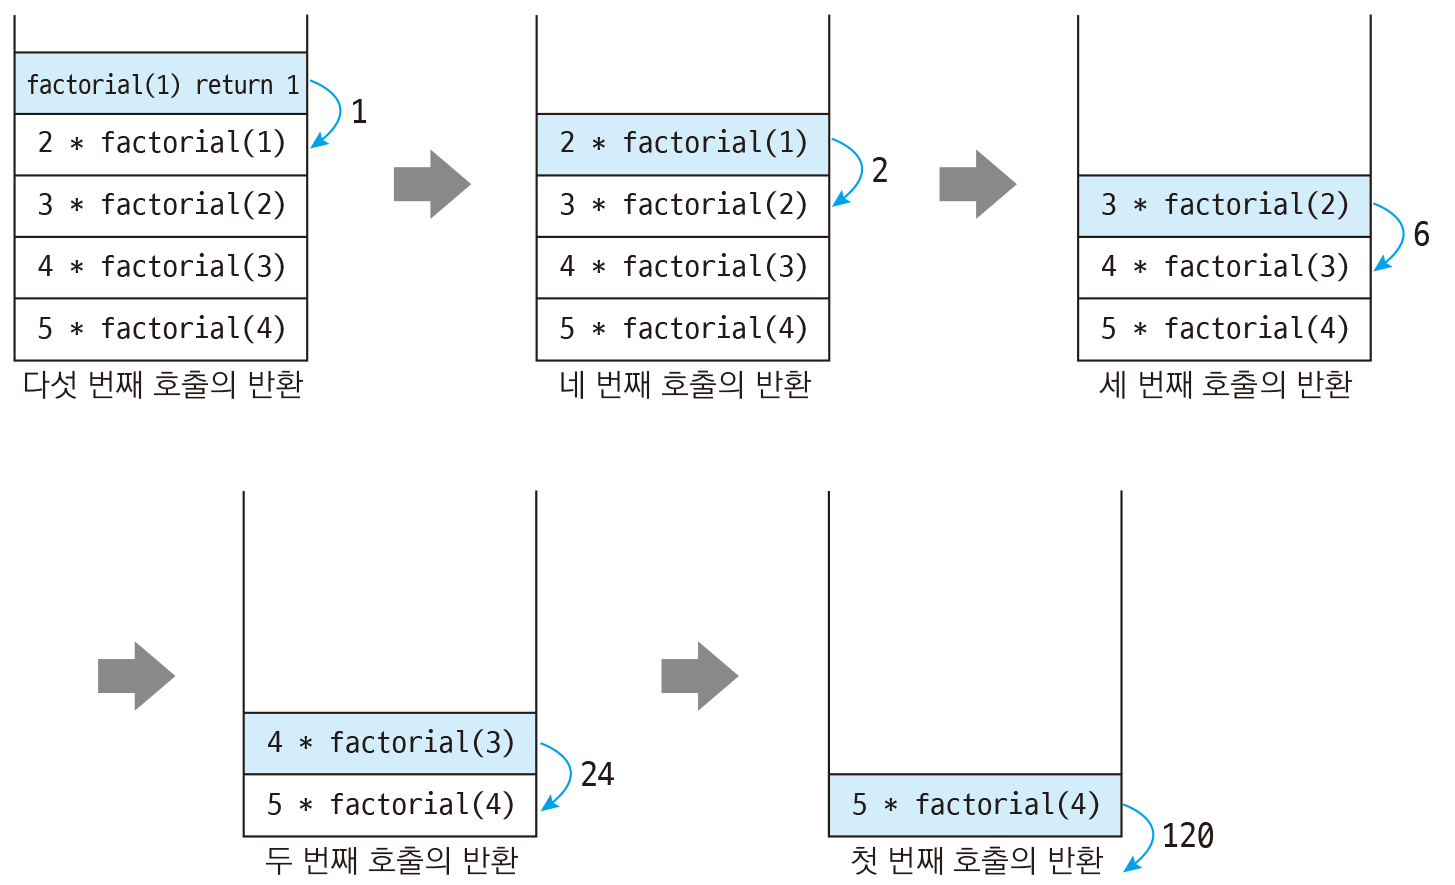 factorial(1) return 1
1
2 * factorial(1)
3 * factorial(2)
4 * factorial(3)
5 * factorial(4)
다섯 번째 호출의 반환
2 * factorial(1)
2
3 * factorial(2)
4 * factorial(3)
5 * factorial(4)
네 번째 호출의 반환
3 * factorial(2)
6
4 * factorial(3)
5 * factorial(4)
세 번째 호출의 반환
4 * factorial(3)
24
5 * factorial(4)
두 번째 호출의 반환
5 * factorial(4)
120
첫 번째 호출의 반환